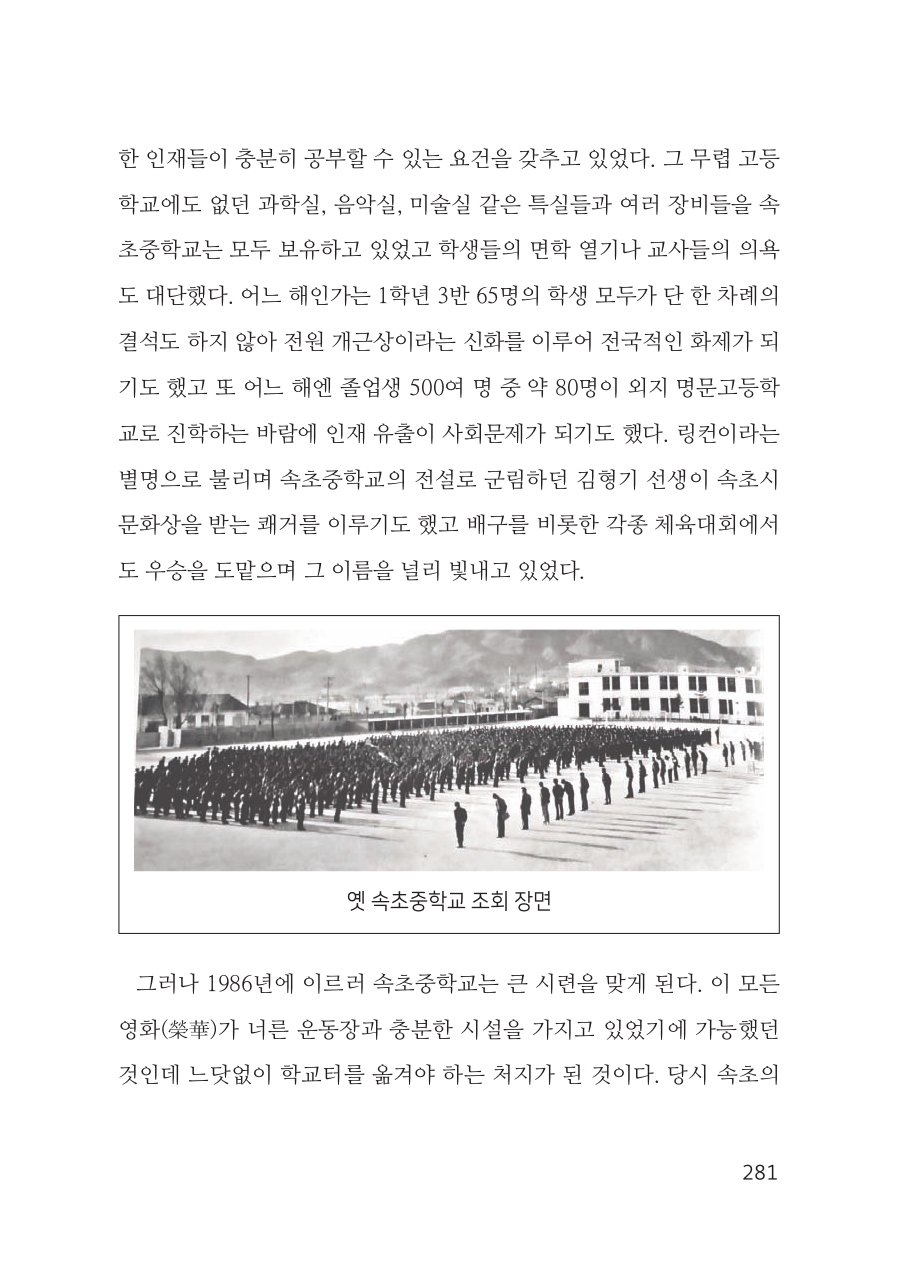 한 인재들이 충분히 공부할 수 있는 요건을 갖추고 있었다. 그 무렵 고등
학교에도 없던 과학실, 음악실, 미술실 같은 특실들과 여러 장비들을 속
초중학교는 모두 보유하고 있었고 학생들의 면학 열기나 교사들의 의욕
도 대단했다. 어느 해인가는 1학년 3반 65명의 학생 모두가 단 한 차례의
결석도 하지 않아 전원 개근상이라는 신화를 이루어 전국적인 화제가 되
기도 했고 또 어느 해엔 졸업생 500여 명 중 약 80명이 외지 명문고등학
교로 진학하는 바람에 인재 유출이 사회문제가 되기도 했다. 링컨이라는
별명으로 불리며 속초중학교의 전설로 군림하던 김형기 선생이 속초시
문화상을 받는 쾌거를 이루기도 했고 배구를 비롯한 각종 체육대회에서
도 우승을 도맡으며 그 이름을 널리 빛내고 있었다.
옛 속초중학교 조회 장면
그러나 1986년에 이르러 속초중학교는 큰 시련을 맞게 된다. 이 모든
영화(榮華)가 너른 운동장과 충분한 시설을 가지고 있었기에 가능했던
것인데 느닷없이 학교터를 옮겨야 하는 처지가 된 것이다. 당시 속초의
281